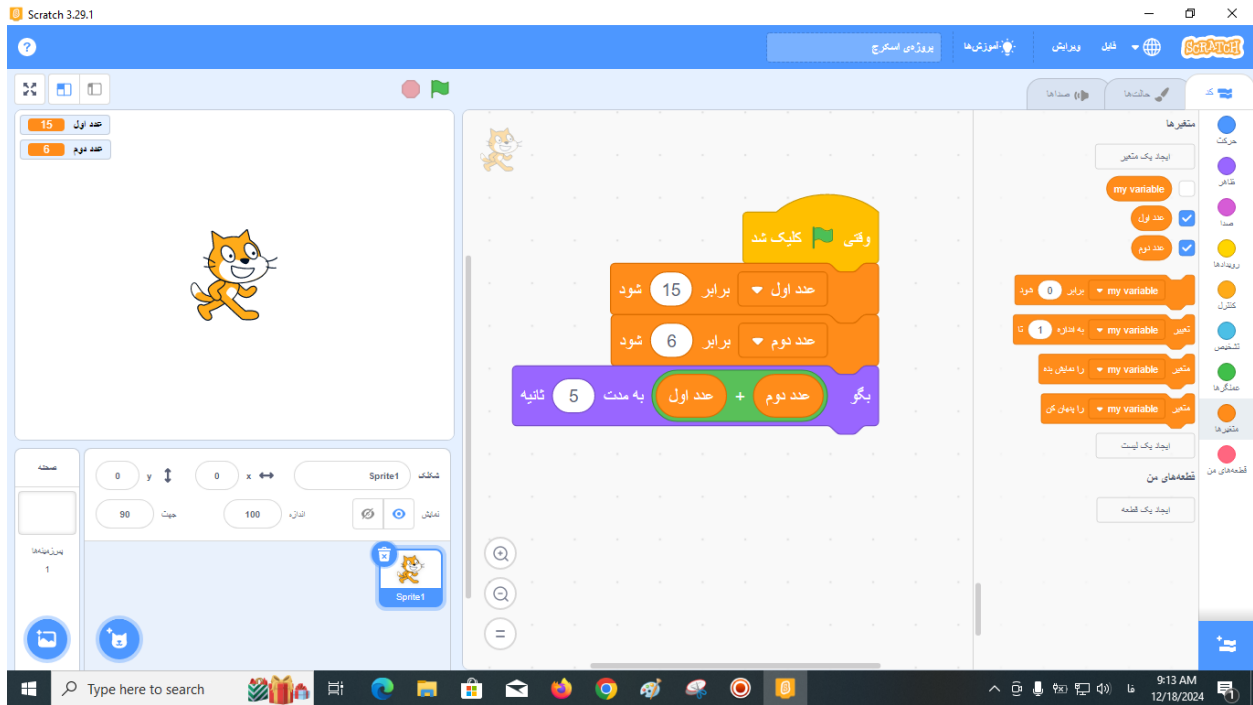 Scratch 3.29.1
SCRATCH
فایل
ویرایش
آموزش‌ها
پروژه‌ی اسکرچ
?
کد
حالت‌ها
صداها
حرکت
ظاهر
صدا
رویدادها
کنترل
تشخیص
عملگرها
متغیرها
قطعه‌های من
متغیرها
ایجاد یک متغیر
my variable
عدد اول
عدد دوم
my variable برابر 0 شود
تغییر my variable به اندازه 1 تا
متغیر my variable را نمایش بده
متغیر my variable را پنهان کن
ایجاد یک لیست
قطعه‌های من
ایجاد یک قطعه
وقتی کلیک شد
عدد اول برابر 15 شود
عدد دوم برابر 6 شود
بگو عدد دوم + عدد اول به مدت 5 ثانیه
عدد اول 15
عدد دوم 6
شکلک Sprite1 x 0 y 0
نمایش اندازه 100 جهت 90
Sprite1
صحنه
پس‌زمینه‌ها
1
Type here to search
فا
9:13 AM
12/18/2024
1